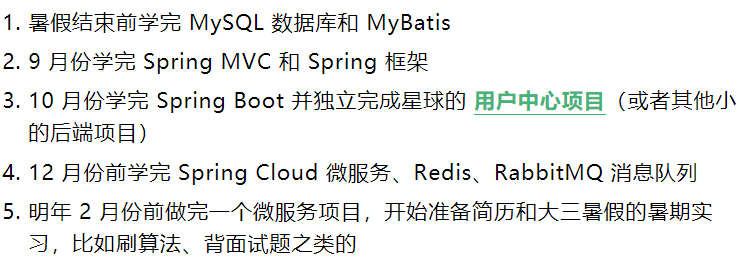 1. 暑假结束前学完 MySQL 数据库和 MyBatis
2. 9 月份学完 Spring MVC 和 Spring 框架
3. 10 月份学完 Spring Boot 并独立完成星球的 用户中心项目（或者其他小
的后端项目）
4. 12 月份前学完 Spring Cloud 微服务、Redis、RabbitMQ 消息队列
5. 明年 2 月份前做完一个微服务项目，开始准备简历和大三暑假的暑期实
习，比如刷算法、背面试题之类的